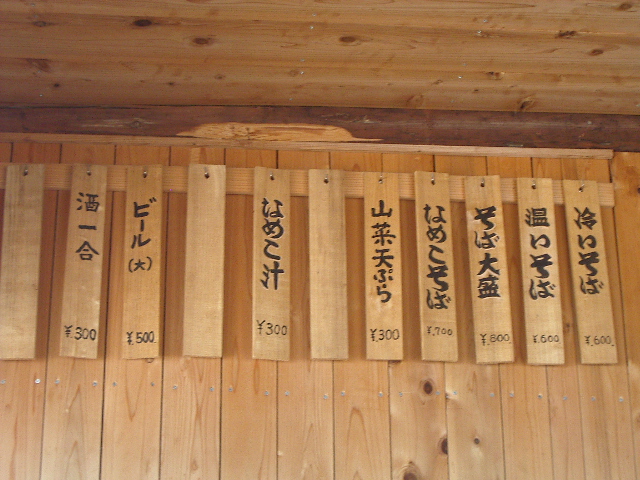 冷いそば
¥.600
温いそば
¥.600
そば大盛
¥.800
なめこそば
¥.700
山菜天ぷら
¥.300
なめこ汁
¥300
ビール(大)
¥.500
酒一合
¥.300